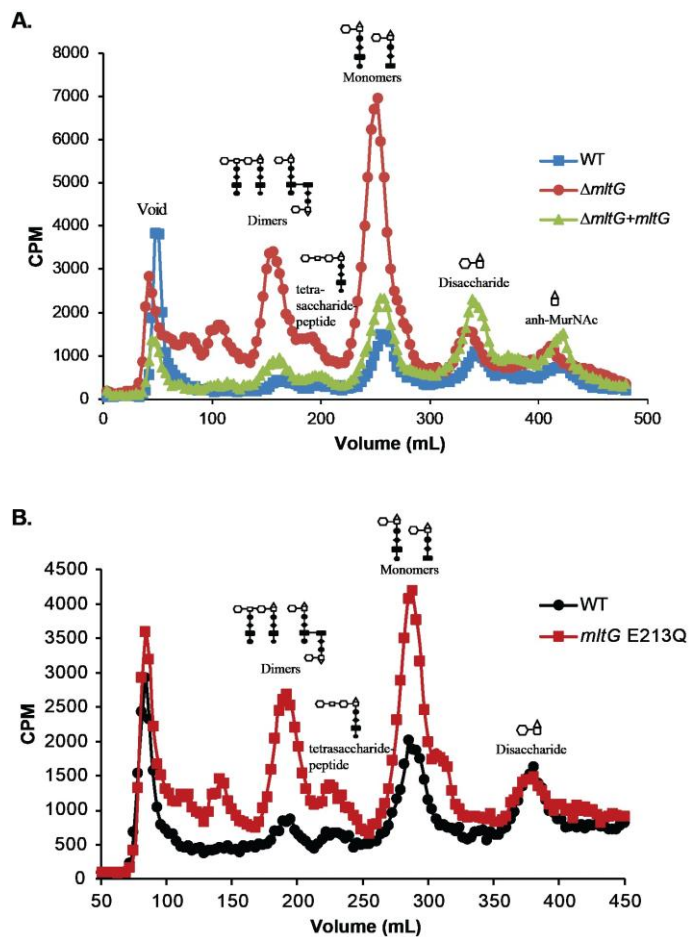 A.
8000
7000
6000
5000
4000
3000
2000
1000
0
CPM
0 100 200 300 400 500
Volume (mL)
Void
Dimers
tetra-
saccharide-
peptide
Monomers
Disaccharide
anh-MurNAc
WT
ΔmltG
ΔmltG+mltG
B.
4500
4000
3500
3000
2500
2000
1500
1000
500
0
CPM
50 100 150 200 250 300 350 400 450
Volume (mL)
Dimers
tetrasaccharide-
peptide
Monomers
Disaccharide
WT
mltG E213Q